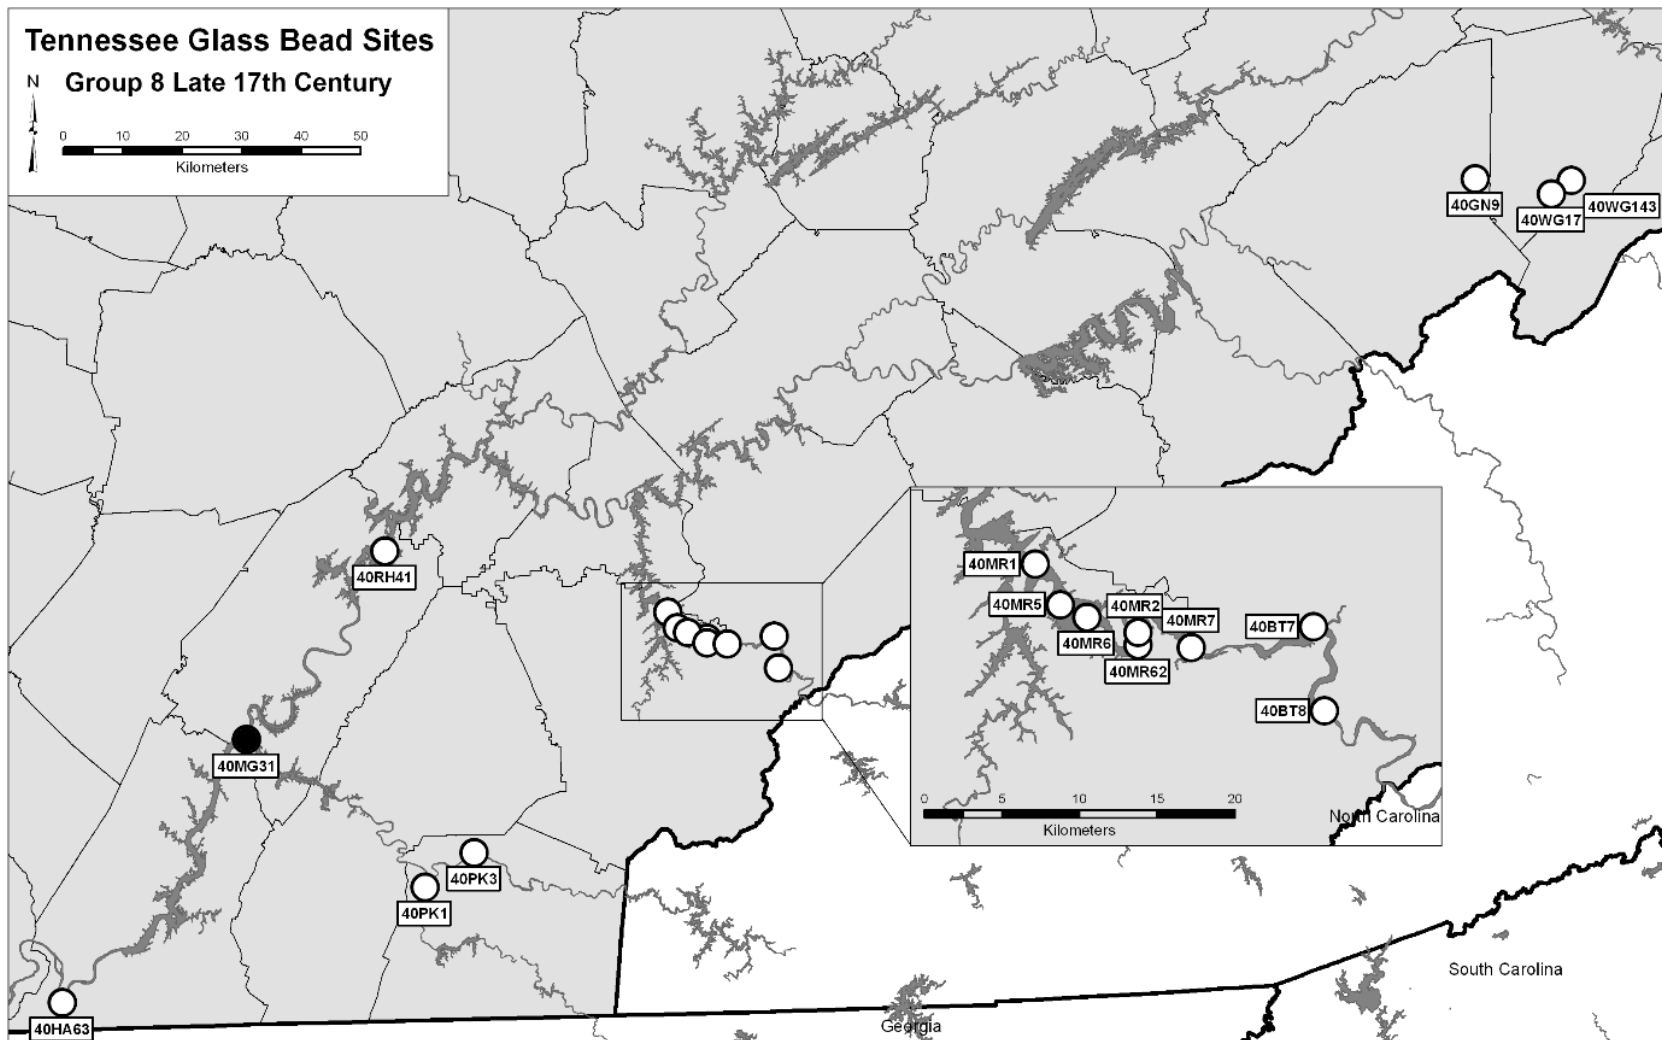 Tennessee Glass Bead Sites
Group 8 Late 17th Century
N
0 10 20 30 40 50
Kilometers
40GN9
40WG143
40WG17
40RH41
40MR1
40MR5
40MR2
40MR7
40MR6
40BT7
40MR62
40BT8
40MG31
0 5 10 15 20
Kilometers
North Carolina
40PK3
40PK1
South Carolina
40HA63
Georgia